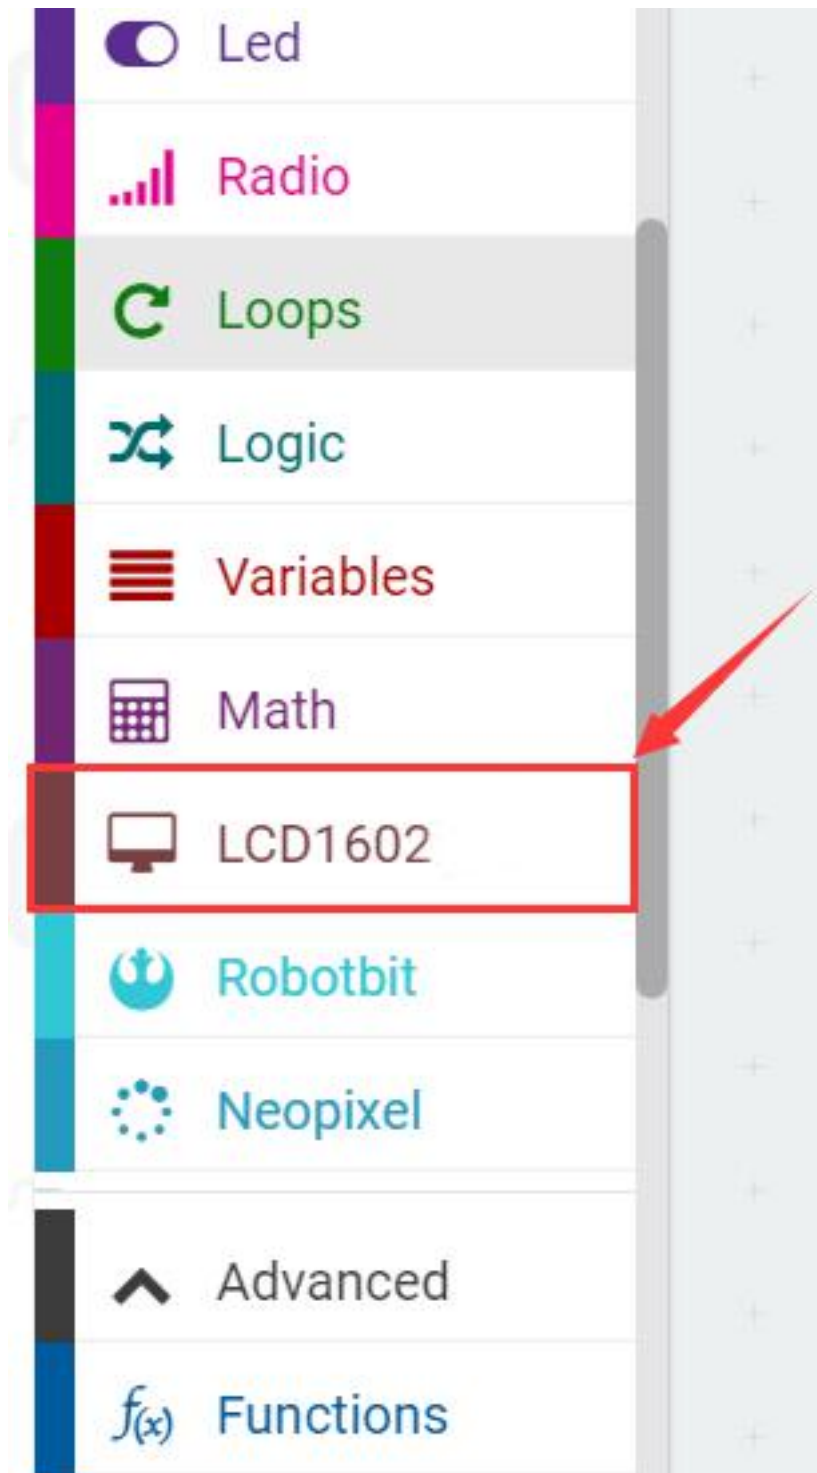 Led
Radio
Loops
Logic
Variables
Math
LCD1602
Robotbit
Neopixel
Advanced
f(x) Functions